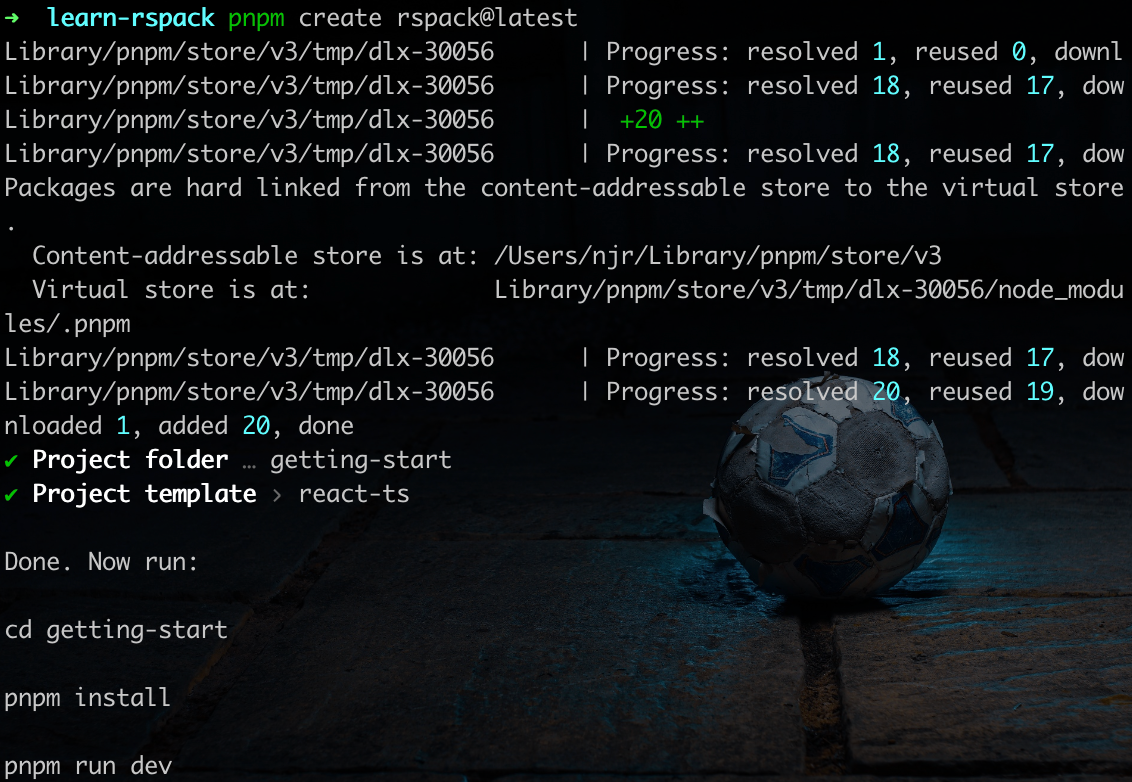 ➜  learn-rspack pnpm create rspack@latest
Library/pnpm/store/v3/tmp/dlx-30056      | Progress: resolved 1, reused 0, downl
Library/pnpm/store/v3/tmp/dlx-30056      | Progress: resolved 18, reused 17, dow
Library/pnpm/store/v3/tmp/dlx-30056      |  +20 ++
Library/pnpm/store/v3/tmp/dlx-30056      | Progress: resolved 18, reused 17, dow
Packages are hard linked from the content-addressable store to the virtual store
.
  Content-addressable store is at: /Users/njr/Library/pnpm/store/v3
  Virtual store is at:             Library/pnpm/store/v3/tmp/dlx-30056/node_modu
les/.pnpm
Library/pnpm/store/v3/tmp/dlx-30056      | Progress: resolved 18, reused 17, dow
Library/pnpm/store/v3/tmp/dlx-30056      | Progress: resolved 20, reused 19, dow
nloaded 1, added 20, done
✔ Project folder … getting-start
✔ Project template › react-ts
Done. Now run:
cd getting-start
pnpm install
pnpm run dev